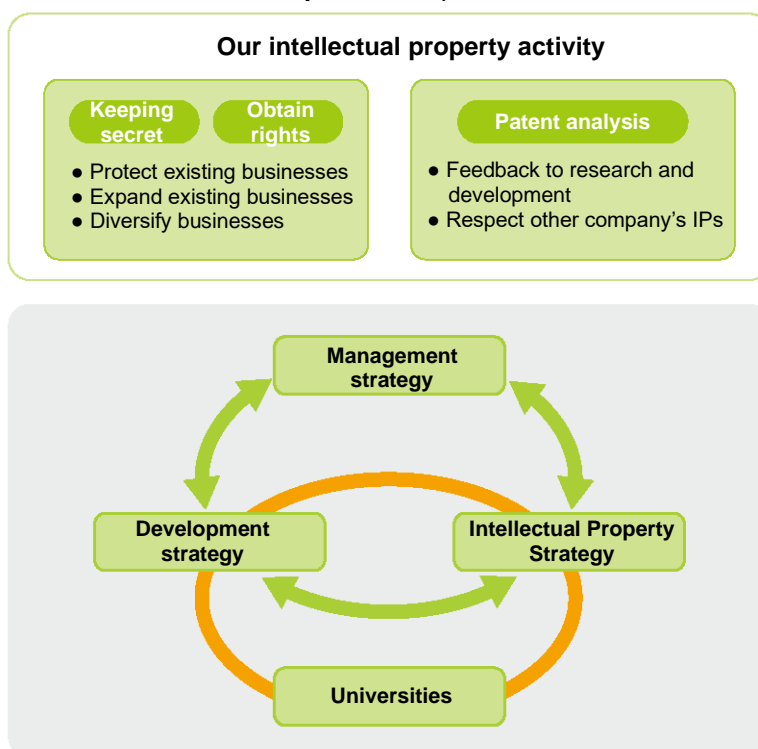 Our intellectual property activity
Keeping
secret
Obtain
rights
● Protect existing businesses
● Expand existing businesses
● Diversify businesses
Patent analysis
● Feedback to research and
development
● Respect other company’s IPs
Management
strategy
Development
strategy
Intellectual Property
Strategy
Universities